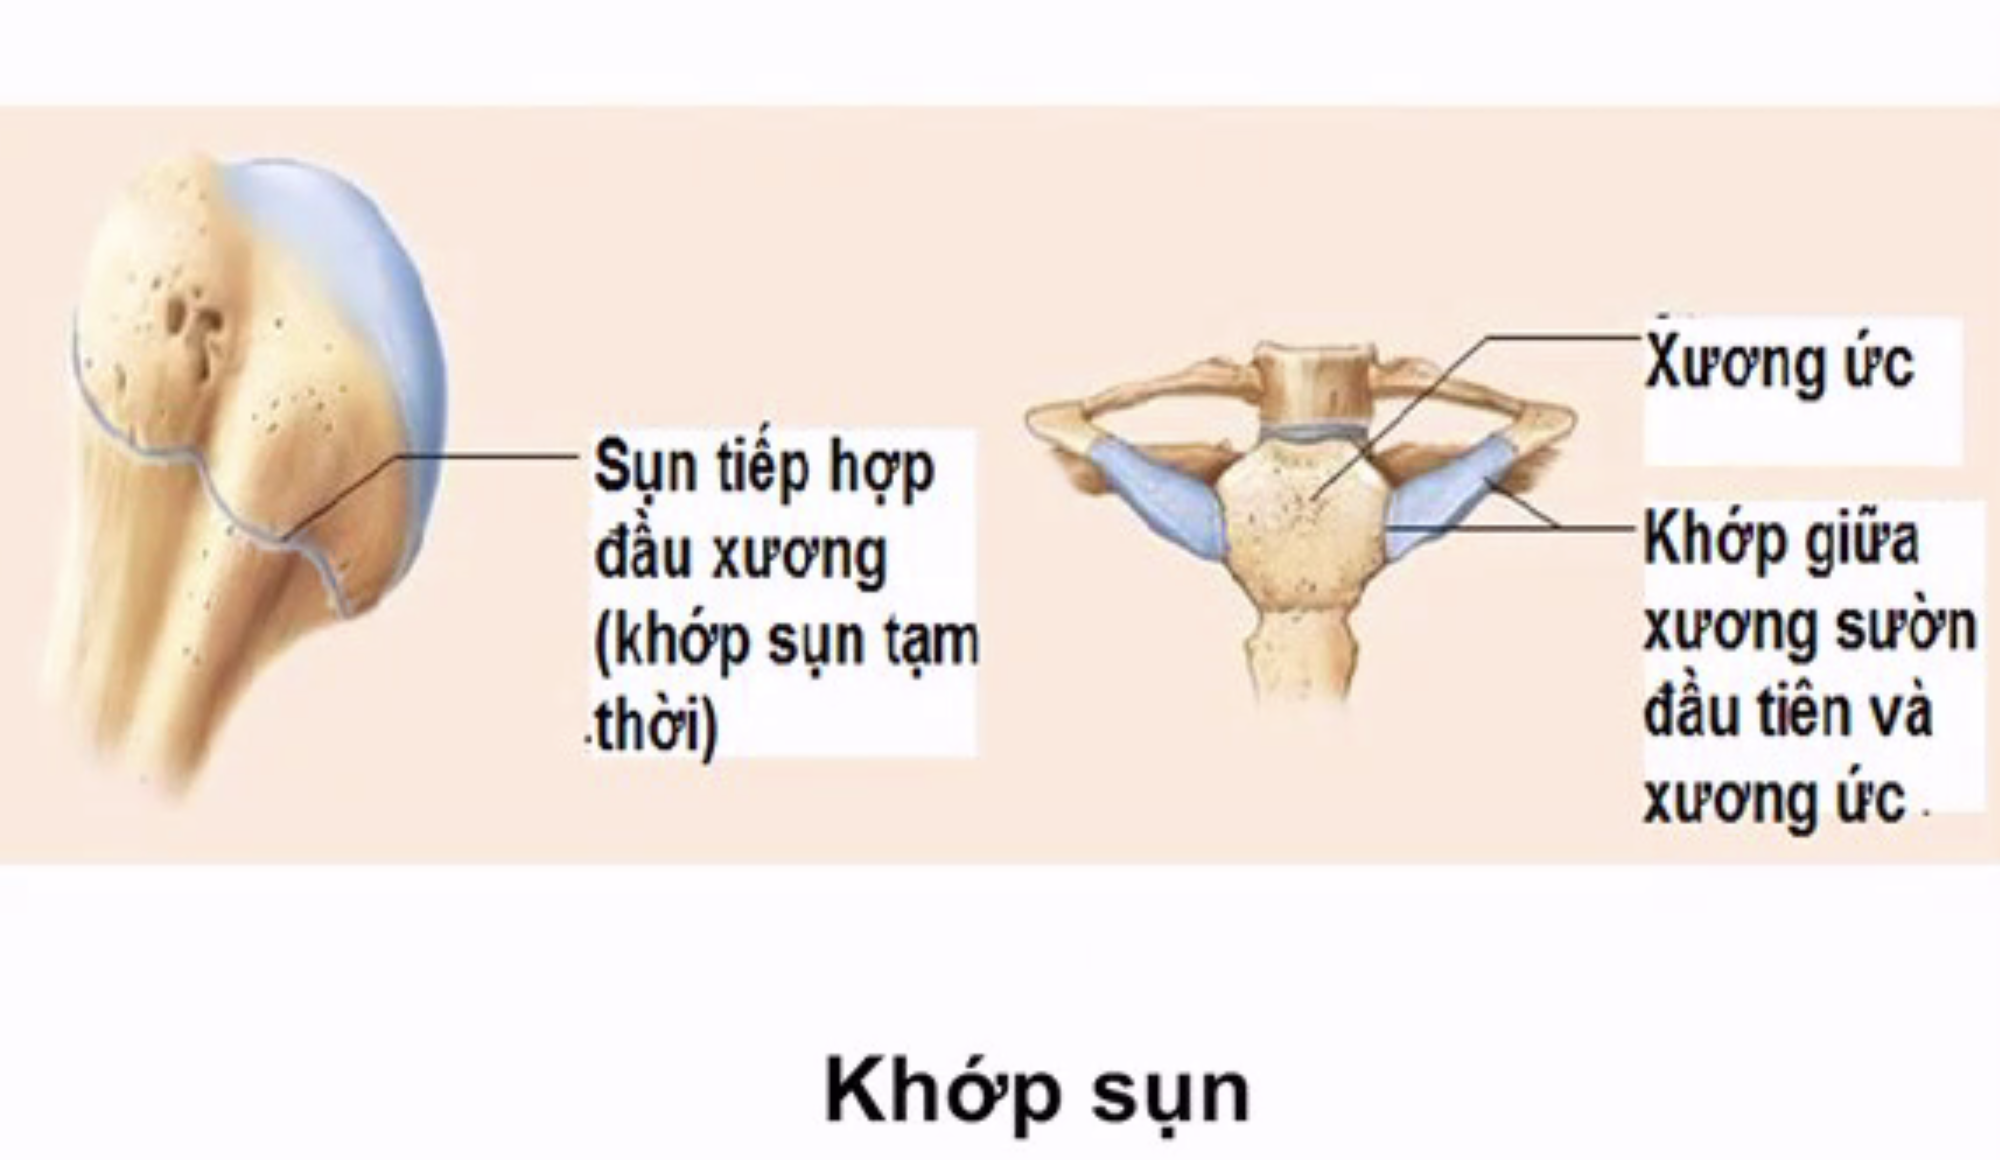 Sụn tiếp hợp
đầu xương
(khớp sụn tạm
thời)
Xương ức
Khớp giữa
xương sườn
đầu tiên và
xương ức
Khớp sụn